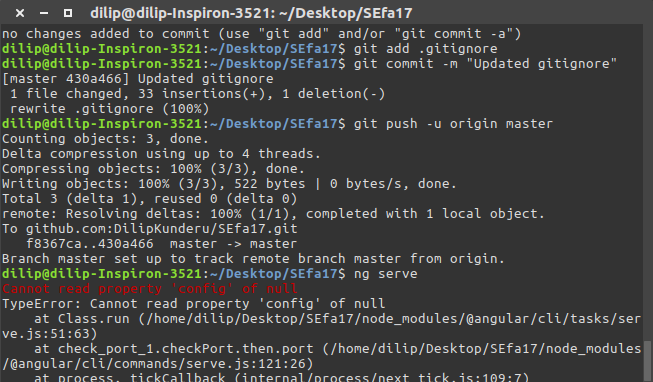 dilip@dilip-Inspiron-3521: ~/Desktop/SEfa17
no changes added to commit (use "git add" and/or "git commit -a")
dilip@dilip-Inspiron-3521:~/Desktop/SEfa17$ git add .gitignore
dilip@dilip-Inspiron-3521:~/Desktop/SEfa17$ git commit -m "Updated gitignore"
[master 430a466] Updated gitignore
 1 file changed, 33 insertions(+), 1 deletion(-)
 rewrite .gitignore (100%)
dilip@dilip-Inspiron-3521:~/Desktop/SEfa17$ git push -u origin master
Counting objects: 3, done.
Delta compression using up to 4 threads.
Compressing objects: 100% (3/3), done.
Writing objects: 100% (3/3), 522 bytes | 0 bytes/s, done.
Total 3 (delta 1), reused 0 (delta 0)
remote: Resolving deltas: 100% (1/1), completed with 1 local object.
To github.com:DilipKunderu/SEfa17.git
   f8367ca..430a466  master -> master
Branch master set up to track remote branch master from origin.
dilip@dilip-Inspiron-3521:~/Desktop/SEfa17$ ng serve
Cannot read property 'config' of null
TypeError: Cannot read property 'config' of null
    at Class.run (/home/dilip/Desktop/SEfa17/node_modules/@angular/cli/tasks/ser
ve.js:51:63)
    at check_port_1.checkPort.then.port (/home/dilip/Desktop/SEfa17/node_modules
/@angular/cli/commands/serve.js:121:26)
    at process._tickCallback (internal/process/next_tick.js:109:7)